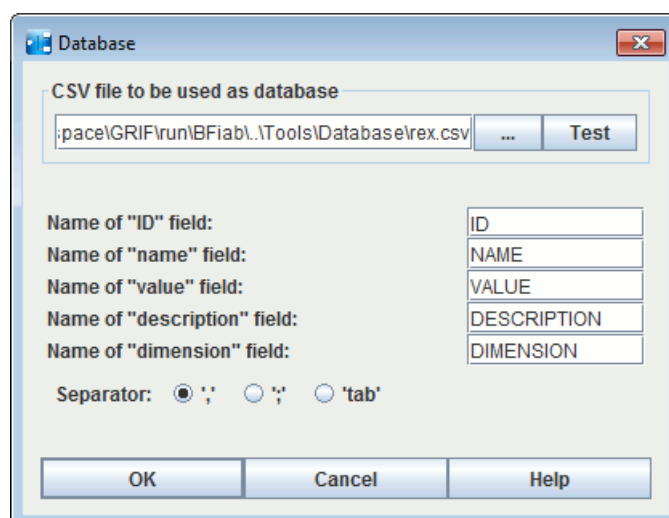 Database
CSV file to be used as database
pace\GRIF\run\BFiab\..\Tools\Database\rex.csv ... Test
Name of "ID" field: ID
Name of "name" field: NAME
Name of "value" field: VALUE
Name of "description" field: DESCRIPTION
Name of "dimension" field: DIMENSION
Separator: ',' ';' 'tab'
OK Cancel Help